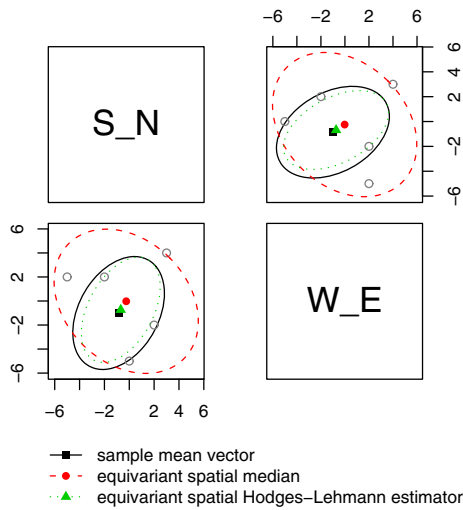 -6 -2 2 6
S_N
-6 -2 2 4 6
-6 -2 2 6
W_E
-6 -2 2 4 6
sample mean vector
equivariant spatial median
equivariant spatial Hodges−Lehmann estimator